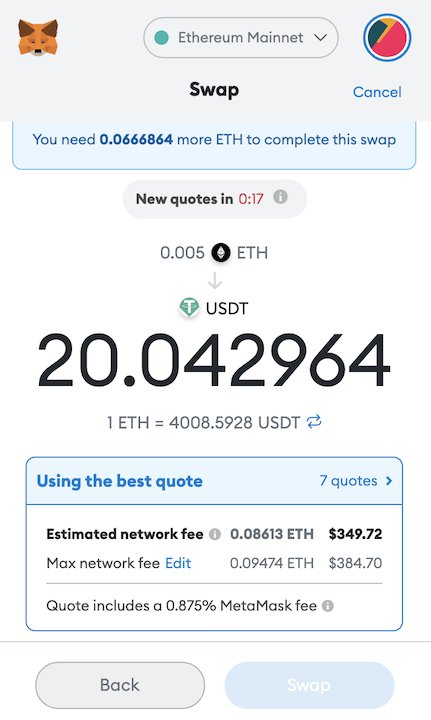 Ethereum Mainnet
Swap
Cancel
You need 0.0666864 more ETH to complete this swap
New quotes in 0:17
0.005 ETH
USDT
20.042964
1 ETH = 4008.5928 USDT
Using the best quote 7 quotes
Estimated network fee 0.08613 ETH $349.72
Max network fee Edit 0.09474 ETH $384.70
Quote includes a 0.875% MetaMask fee
Back Swap